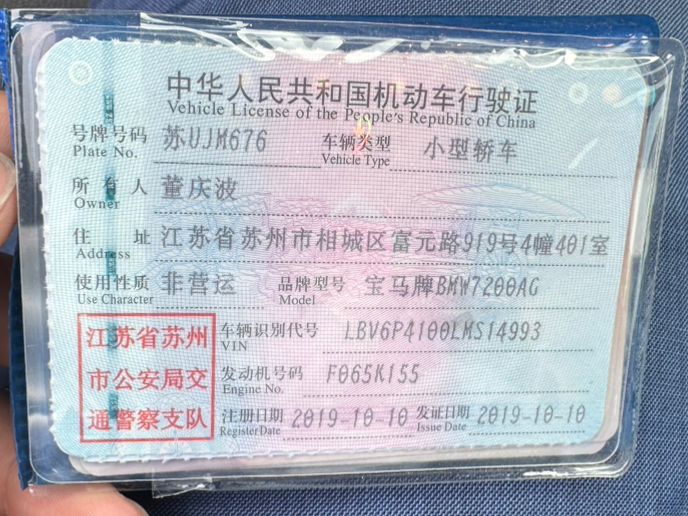 中华人民共和国机动车行驶证
Vehicle License of the People's Republic of China
号牌号码 苏UJM676 车辆类型 小型轿车
Plate No. Vehicle Type
所有人 董庆波
Owner
住址 江苏省苏州市相城区富元路919号4幢401室
Address
使用性质 非营运 品牌型号 宝马牌BMW7200AG
Use Character Model
江苏省苏州
市公安局交
通警察支队
车辆识别代号 LBV6P4100LMS14993
VIN
发动机号码 F065K155
Engine No.
注册日期 2019-10-10 发证日期 2019-10-10
Register Date Issue Date